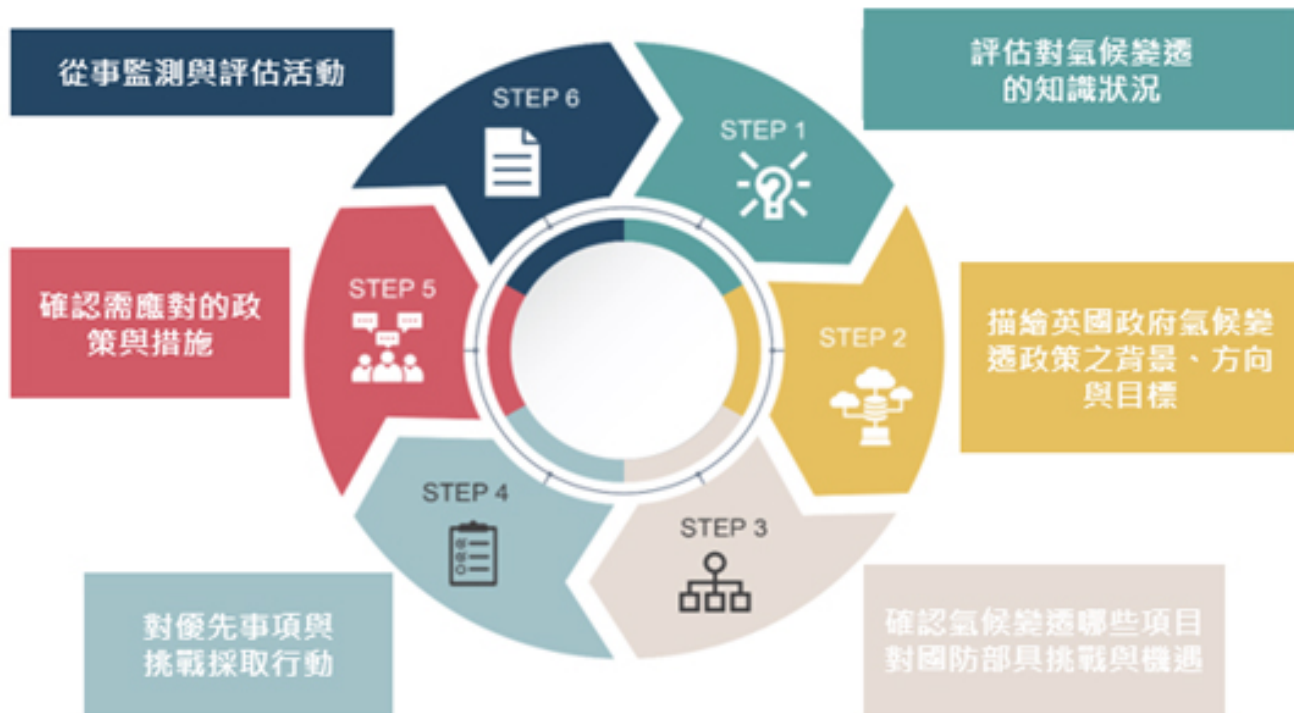 STEP 1
評估對氣候變遷
的知識狀況
STEP 2
描繪英國政府氣候變
遷政策之背景、方向
與目標
STEP 3
確認氣候變遷哪些項目
對國防部具挑戰與機遇
STEP 4
對優先事項與
挑戰採取行動
STEP 5
確認需應對的政
策與措施
STEP 6
從事監測與評估活動